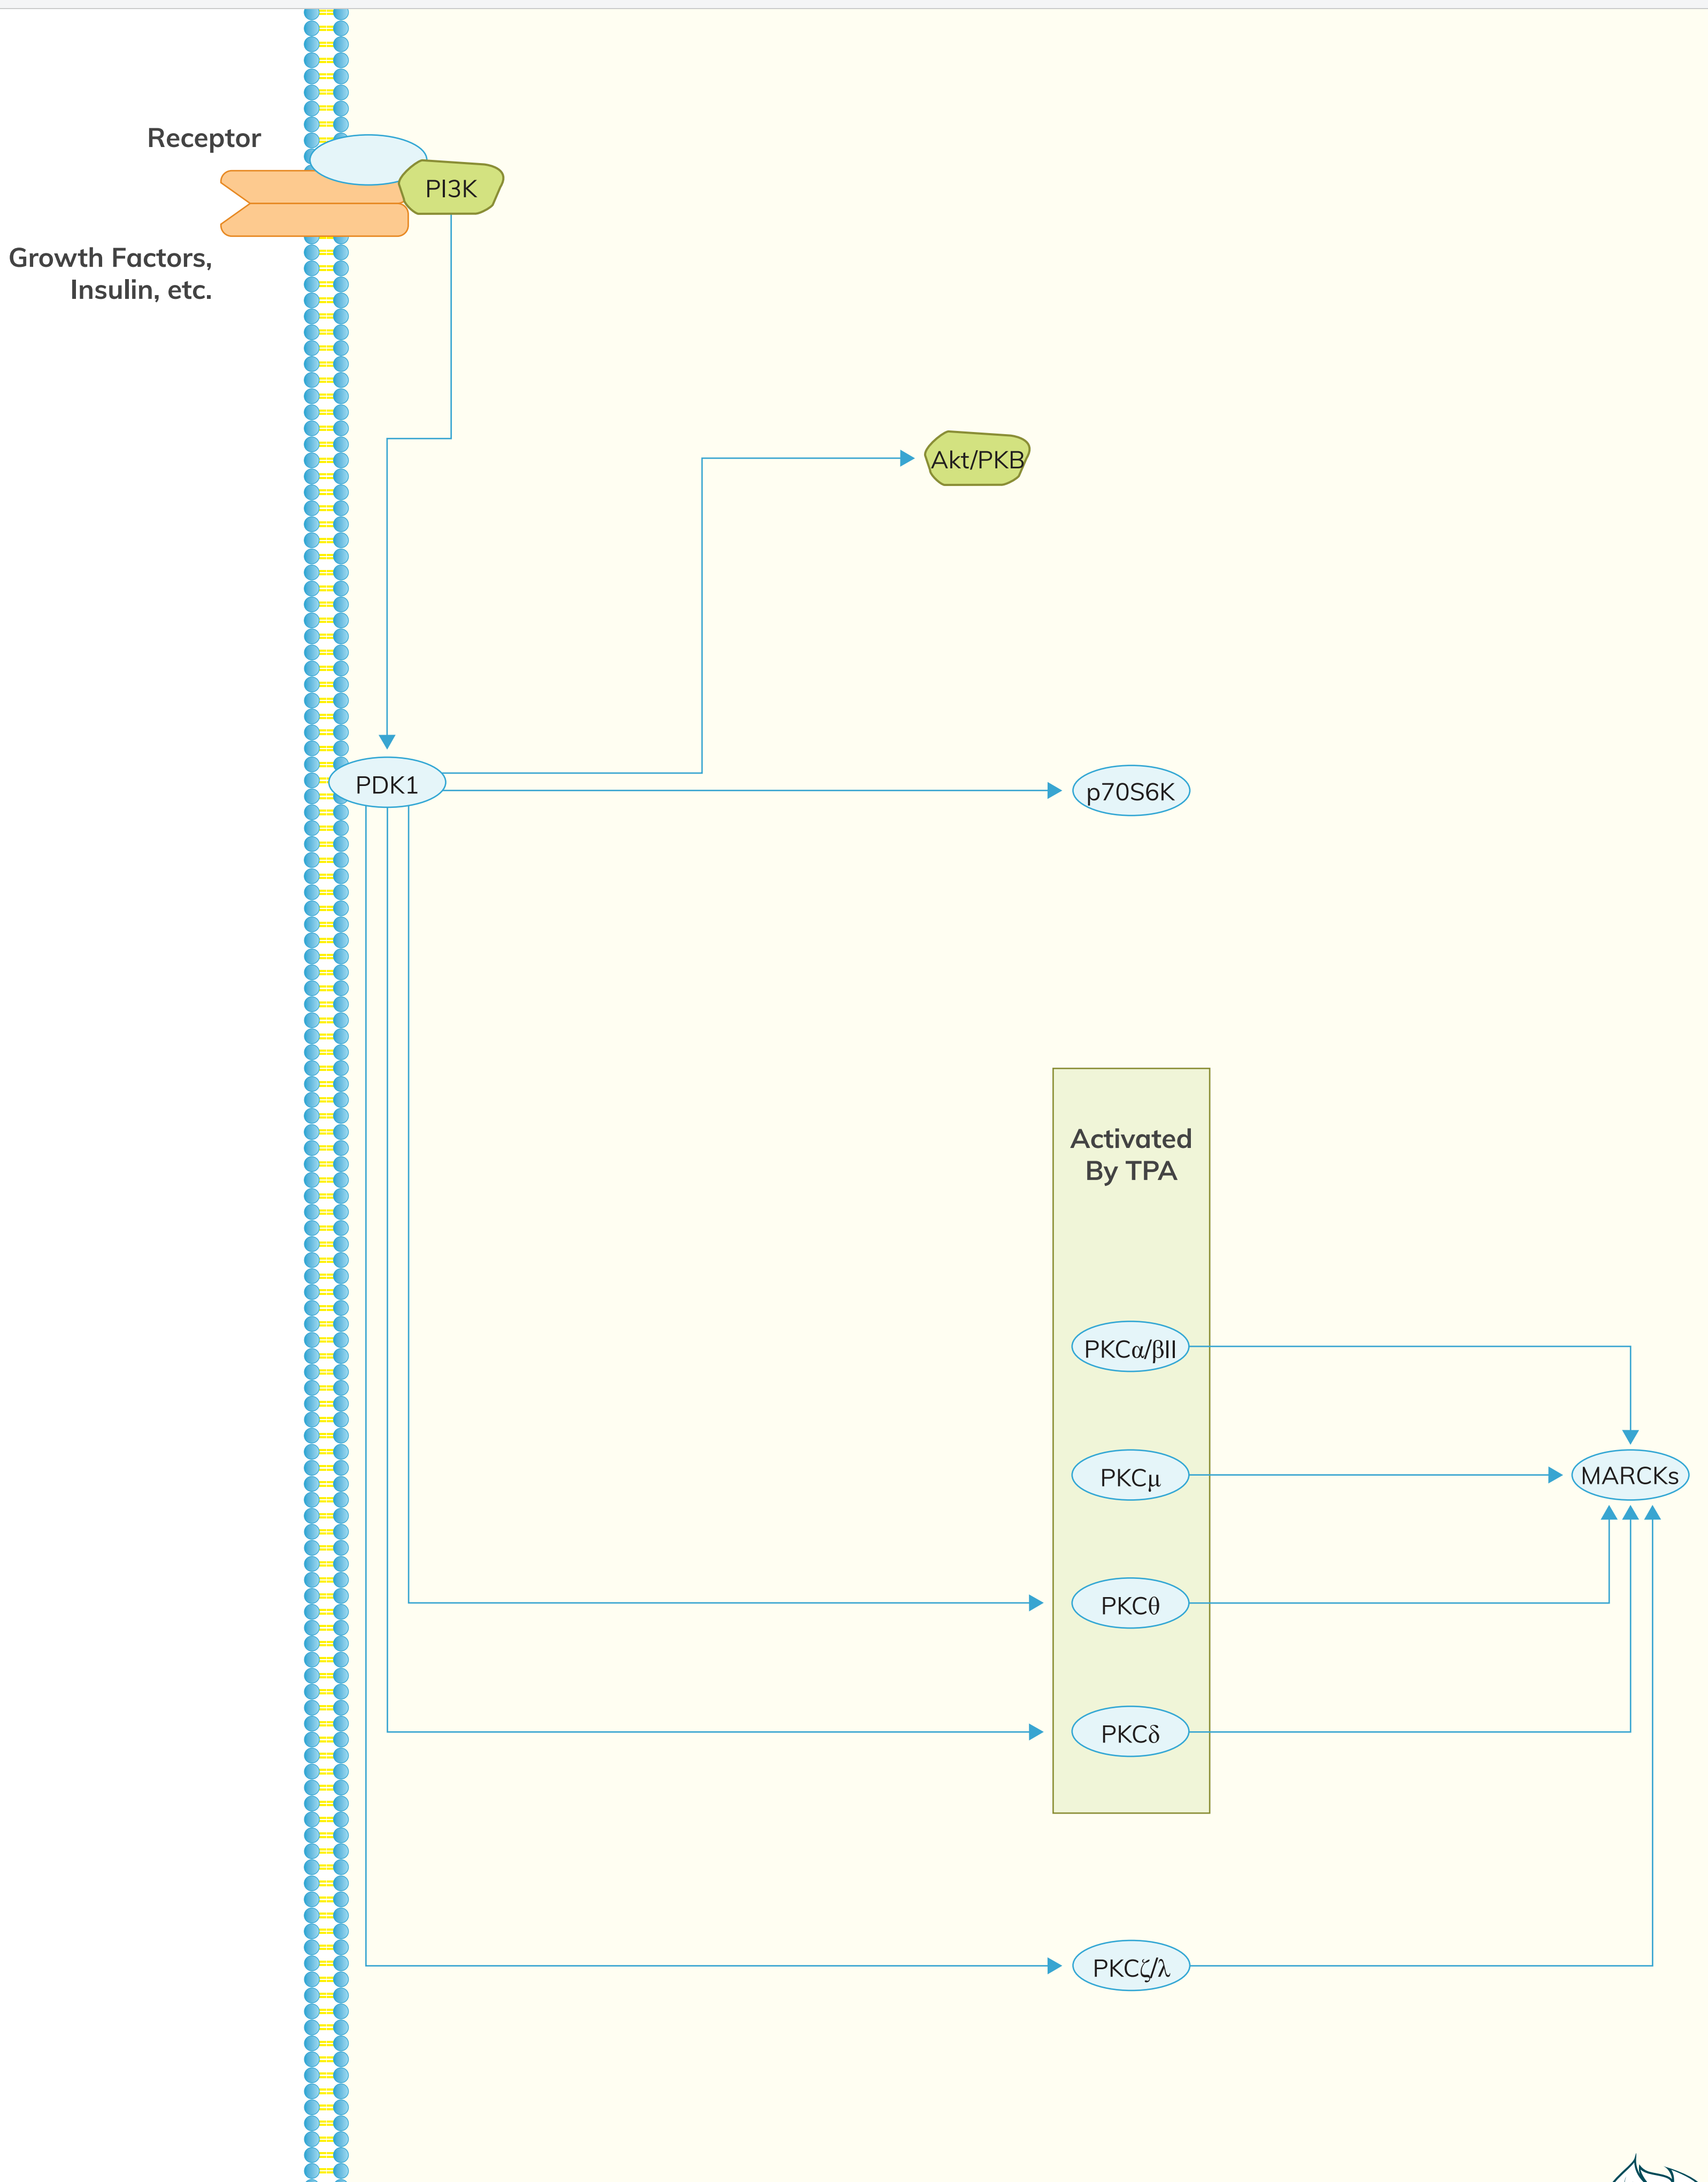 Receptor
PI3K
Growth Factors,
Insulin, etc.
Akt/PKB
PDK1
p70S6K
Activated
By TPA
PKCα/βII
PKCμ
MARCKs
PKCθ
PKCδ
PKCζ/λ